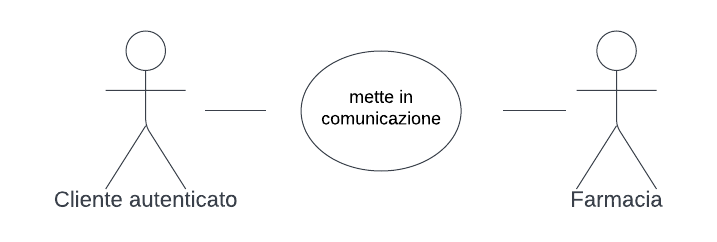 mette in
comunicazione
Cliente autenticato
Farmacia